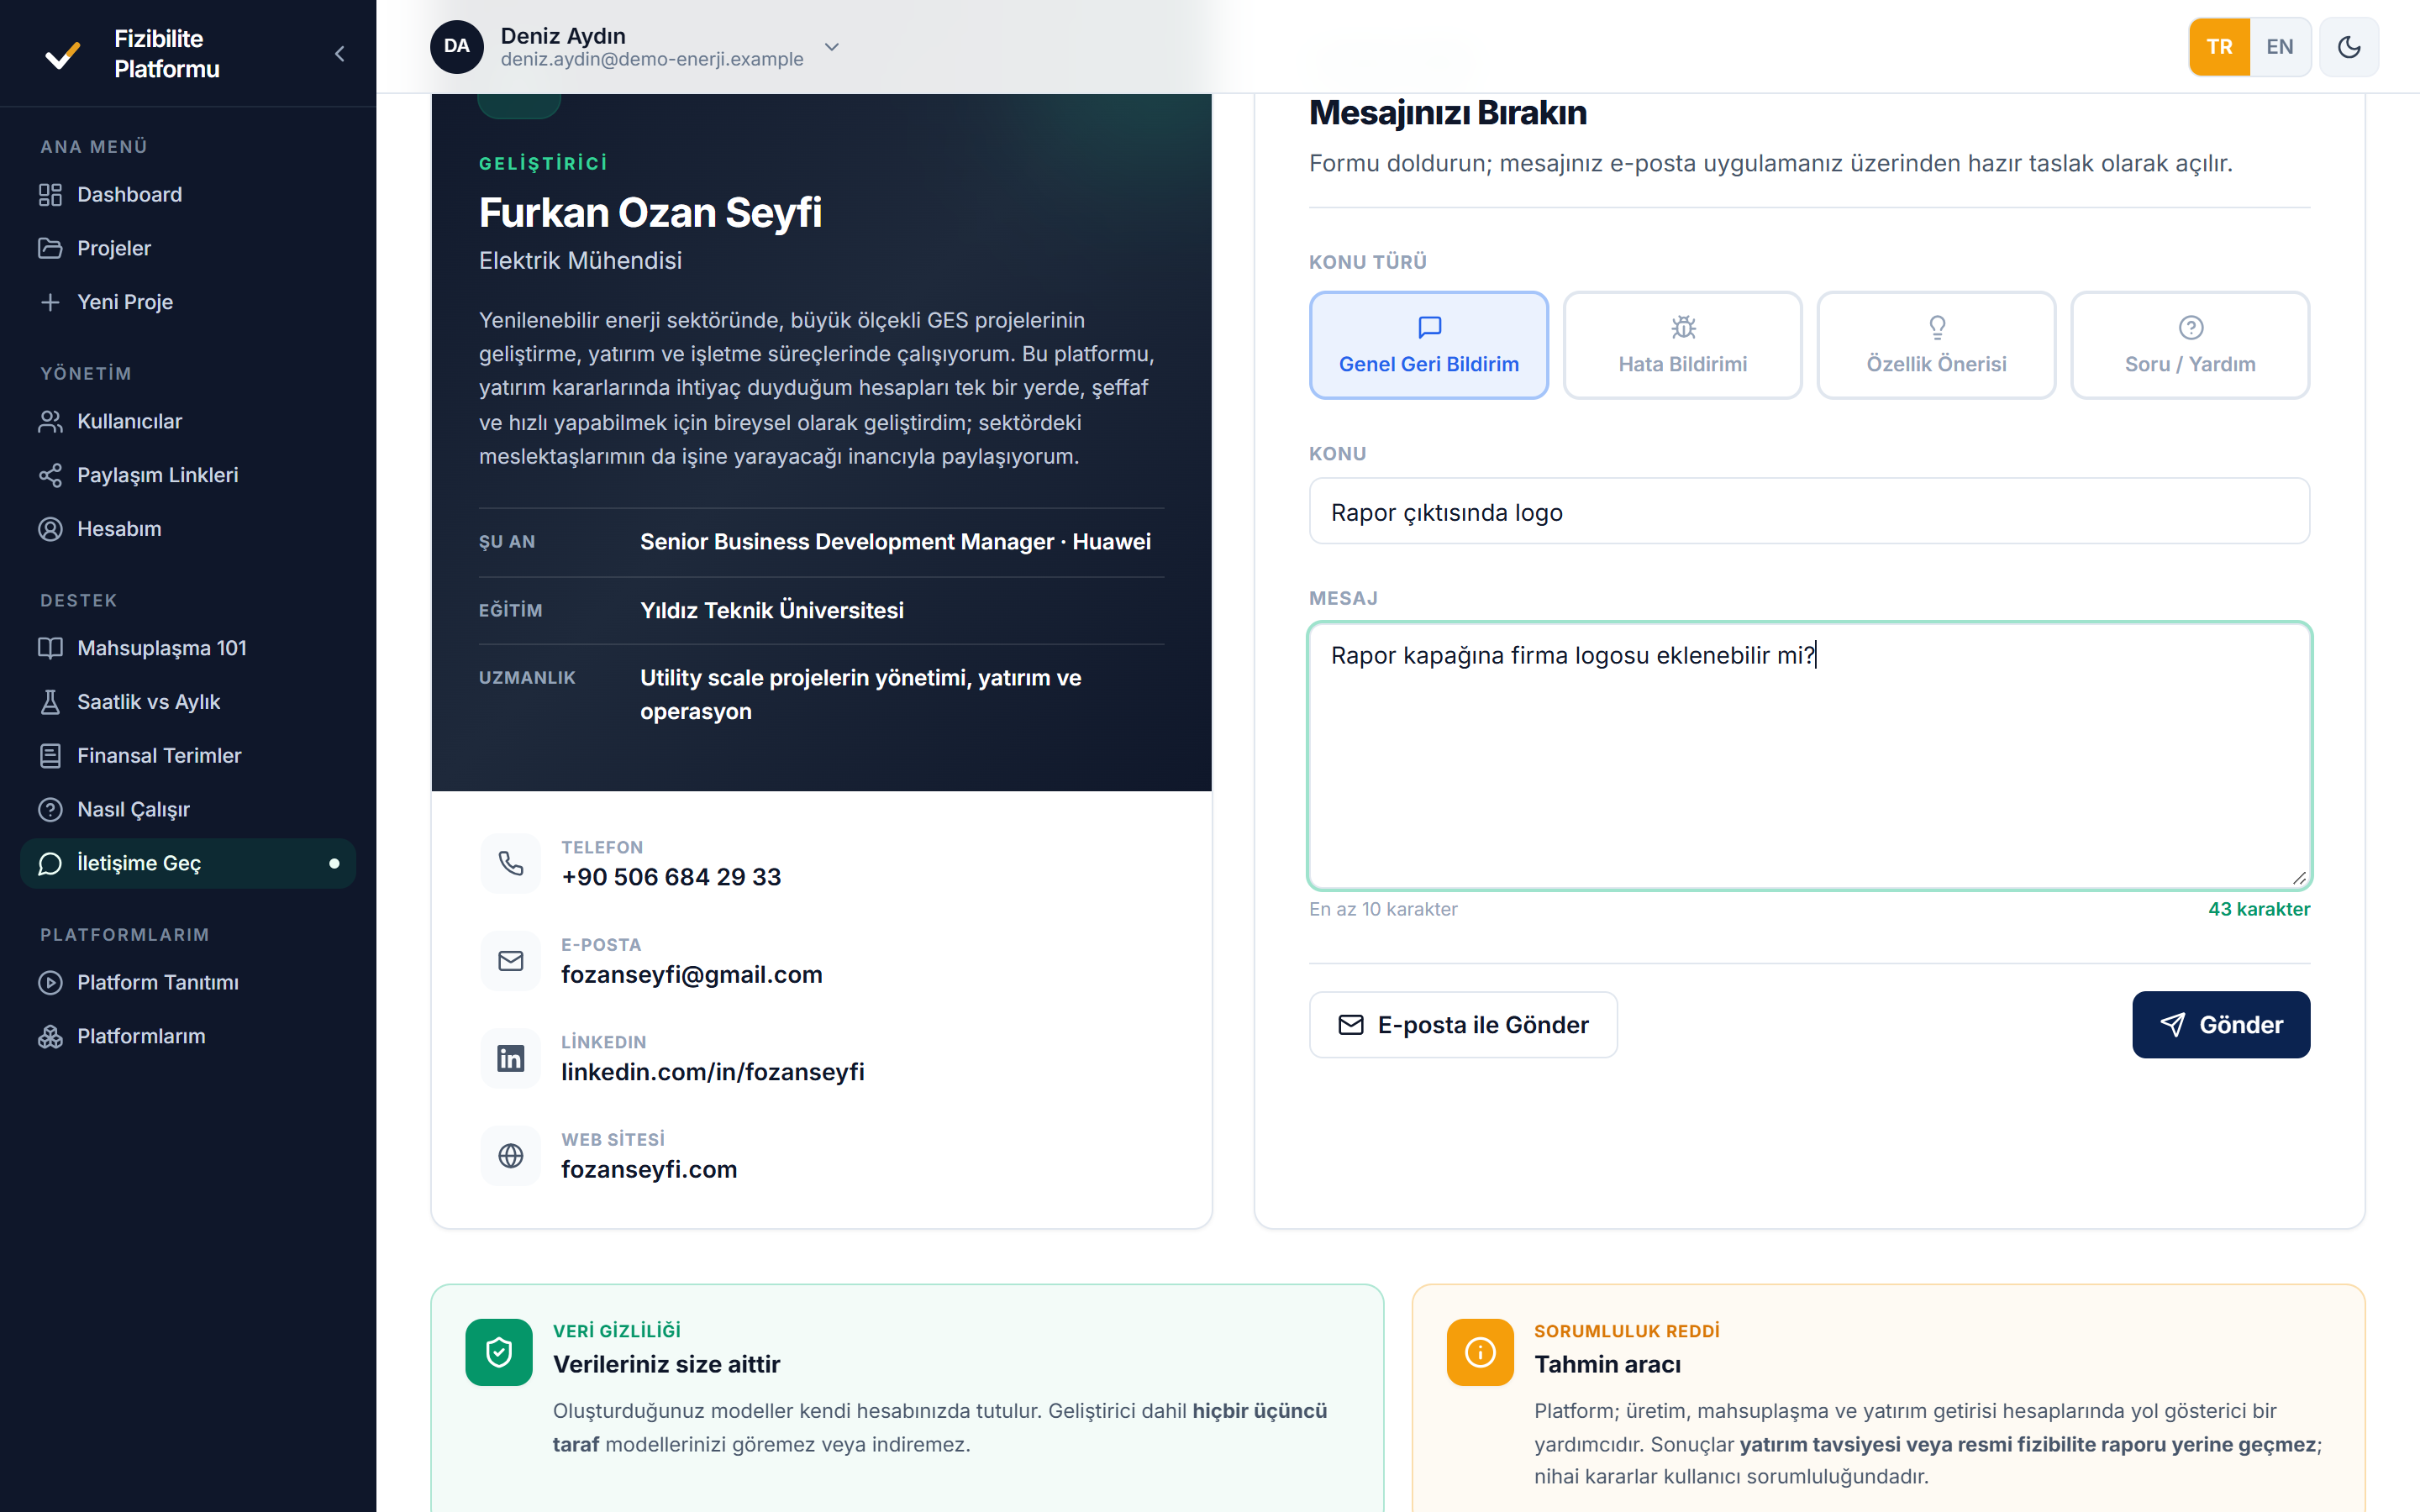 Fizibilite
Platformu
ANA MENÜ
Dashboard
Projeler
Yeni Proje
YÖNETİM
Kullanıcılar
Paylaşım Linkleri
Hesabım
DESTEK
Mahsuplaşma 101
Saatlik vs Aylık
Finansal Terimler
Nasıl Çalışır
İletişime Geç
PLATFORMLARIM
Platform Tanıtımı
Platformlarım
DA
Deniz Aydın
deniz.aydin@demo-enerji.example
TR
EN
GELİŞTİRİCİ
Furkan Ozan Seyfi
Elektrik Mühendisi
Yenilenebilir enerji sektöründe, büyük ölçekli GES projelerinin
geliştirme, yatırım ve işletme süreçlerinde çalışıyorum. Bu platformu,
yatırım kararlarında ihtiyaç duyduğum hesapları tek bir yerde, şeffaf
ve hızlı yapabilmek için bireysel olarak geliştirdim; sektördeki
meslektaşlarımın da işine yarayacağı inancıyla paylaşıyorum.
ŞU AN
Senior Business Development Manager · Huawei
EĞİTİM
Yıldız Teknik Üniversitesi
UZMANLIK
Utility scale projelerin yönetimi, yatırım ve
operasyon
TELEFON
+90 506 684 29 33
E-POSTA
fozanseyfi@gmail.com
LİNKEDIN
linkedin.com/in/fozanseyfi
WEB SİTESİ
fozanseyfi.com
Mesajınızı Bırakın
Formu doldurun; mesajınız e-posta uygulamanız üzerinden hazır taslak olarak açılır.
KONU TÜRÜ
Genel Geri Bildirim
Hata Bildirimi
Özellik Önerisi
Soru / Yardım
KONU
Rapor çıktısında logo
MESAJ
Rapor kapağına firma logosu eklenebilir mi?
En az 10 karakter
43 karakter
E-posta ile Gönder
Gönder
VERİ GİZLİLİĞİ
Verileriniz size aittir
Oluşturduğunuz modeller kendi hesabınızda tutulur. Geliştirici dahil hiçbir üçüncü
taraf modellerinizi göremez veya indiremez.
SORUMLULUK REDDİ
Tahmin aracı
Platform; üretim, mahsuplaşma ve yatırım getirisi hesaplarında yol gösterici bir
yardımcıdır. Sonuçlar yatırım tavsiyesi veya resmi fizibilite raporu yerine geçmez;
nihai kararlar kullanıcı sorumluluğundadır.